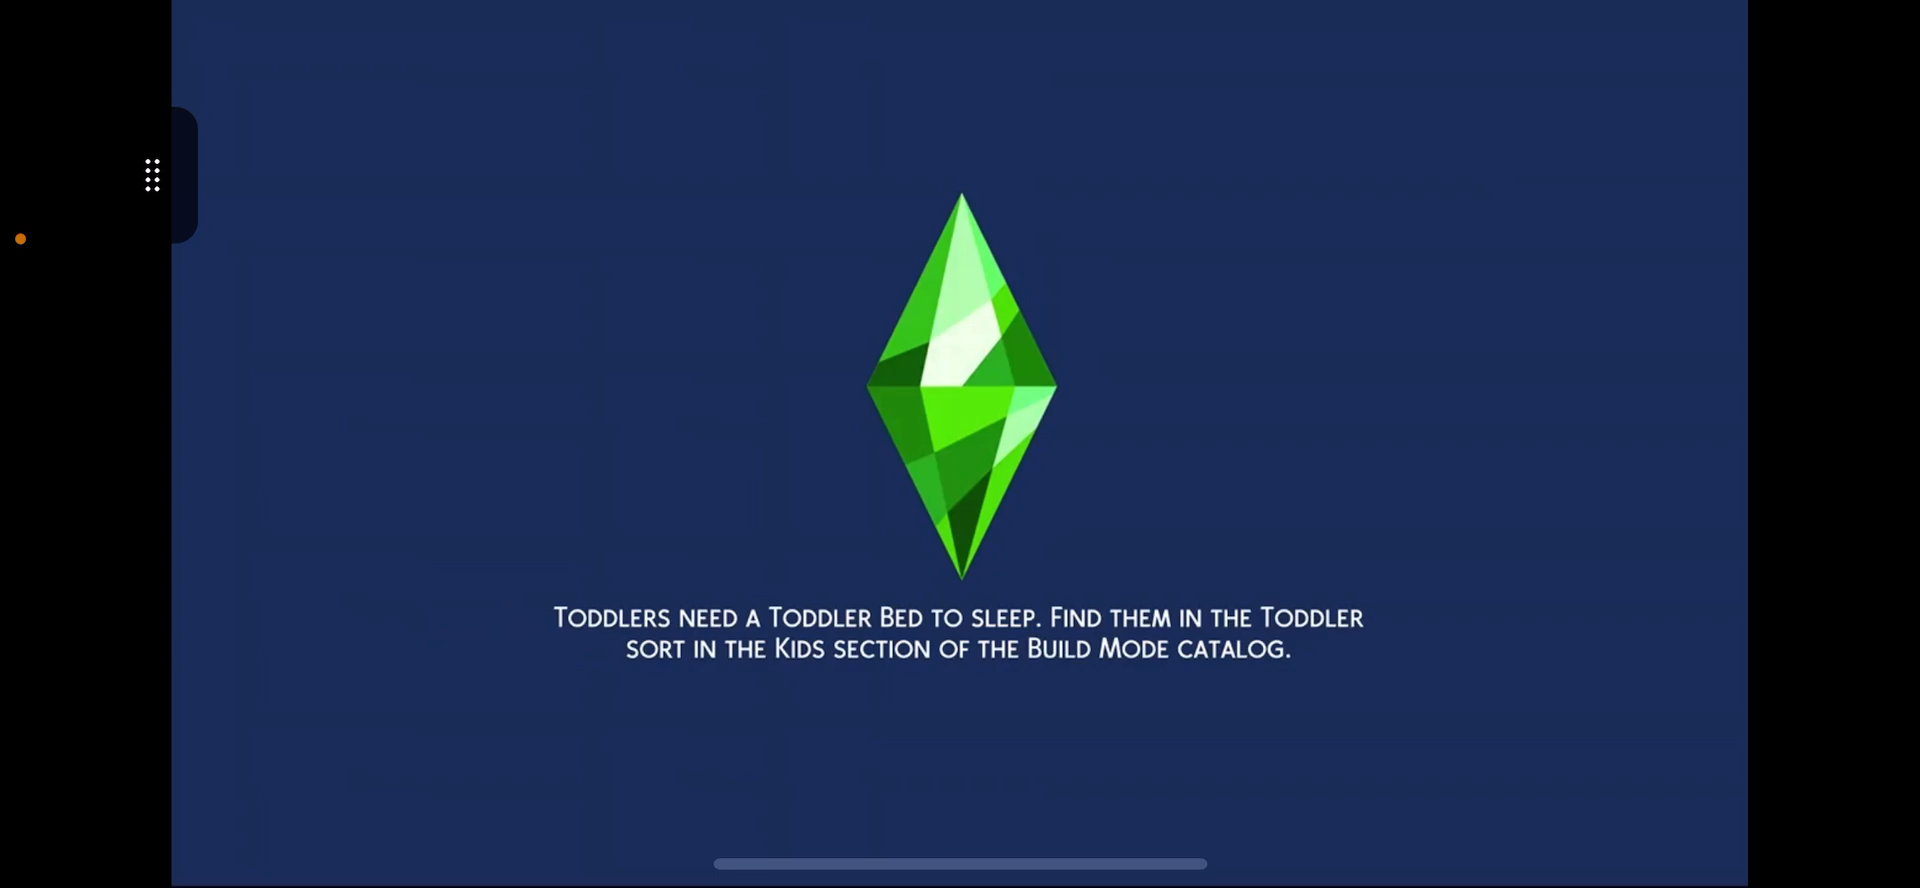 Toddlers need a Toddler Bed to sleep. Find them in the Toddler
sort in the Kids section of the Build Mode catalog.